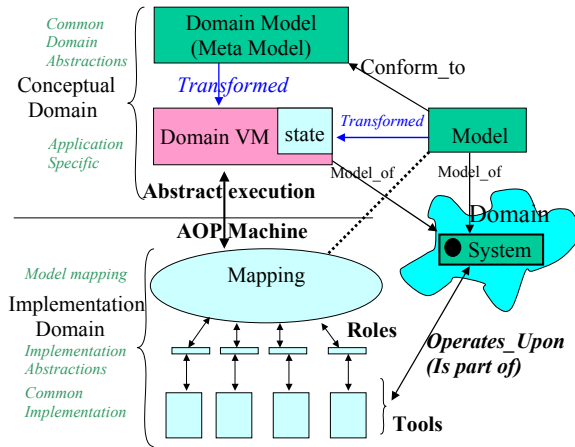 Common
Domain
Abstractions
Domain Model
(Meta Model)
Conform_to
Transformed
Conceptual
Domain
Domain VM
state
Transformed
Model
Application
Specific
Model_of
Model_of
Abstract execution
Domain
AOP Machine
System
Model mapping
Mapping
Implementation
Domain
Roles
Operates_Upon
(Is part of)
Implementation
Abstractions
Common
Implementation
Tools